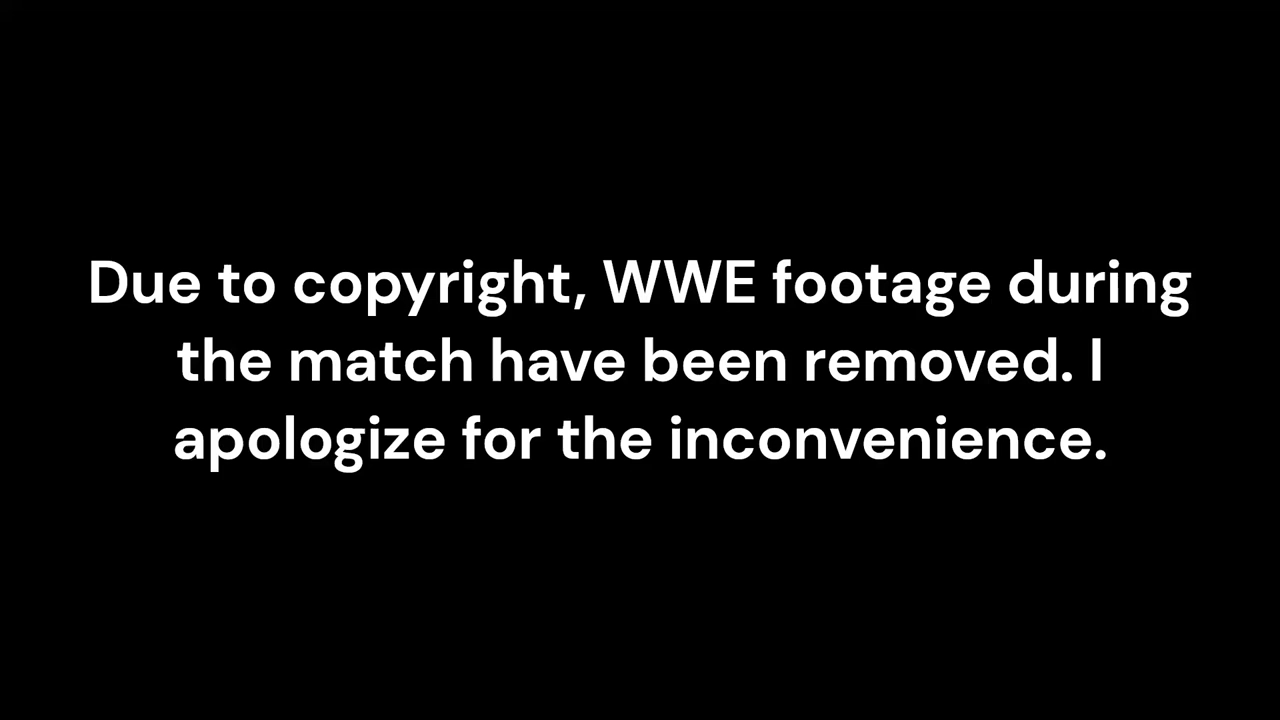 Due to copyright, WWE footage during
the match have been removed. I
apologize for the inconvenience.